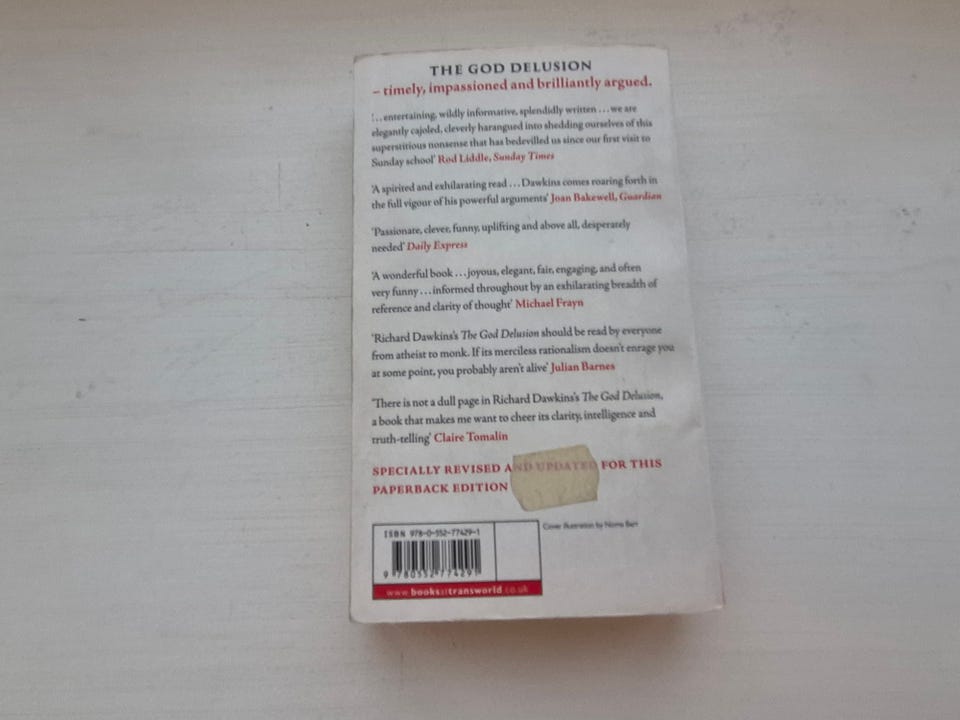 THE GOD DELUSION
– timely, impassioned and brilliantly argued.
'... entertaining, wildly informative, splendidly written ... we are
elegantly cajoled, cleverly harangued into shedding ourselves of this
superstitious nonsense that has bedevilled us since our first visit to
Sunday school' Rod Liddle, Sunday Times
'A spirited and exhilarating read ... Dawkins comes roaring forth in
the full vigour of his powerful arguments' Joan Bakewell, Guardian
'Passionate, clever, funny, uplifting and above all, desperately
needed' Daily Express
'A wonderful book ... joyous, elegant, fair, engaging, and often
very funny ... informed throughout by an exhilarating breadth of
reference and clarity of thought' Michael Frayn
'Richard Dawkins's The God Delusion should be read by everyone
from atheist to monk. If its merciless rationalism doesn't enrage you
at some point, you probably aren't alive' Julian Barnes
'There is not a dull page in Richard Dawkins's The God Delusion,
a book that makes me want to cheer its clarity, intelligence and
truth-telling' Claire Tomalin
SPECIALLY REVISED AND UPDATED FOR THIS
PAPERBACK EDITION
Cover illustration by
ISBN 978-0-552-77429-1
9 780552 774291
www.booksattransworld.co.uk